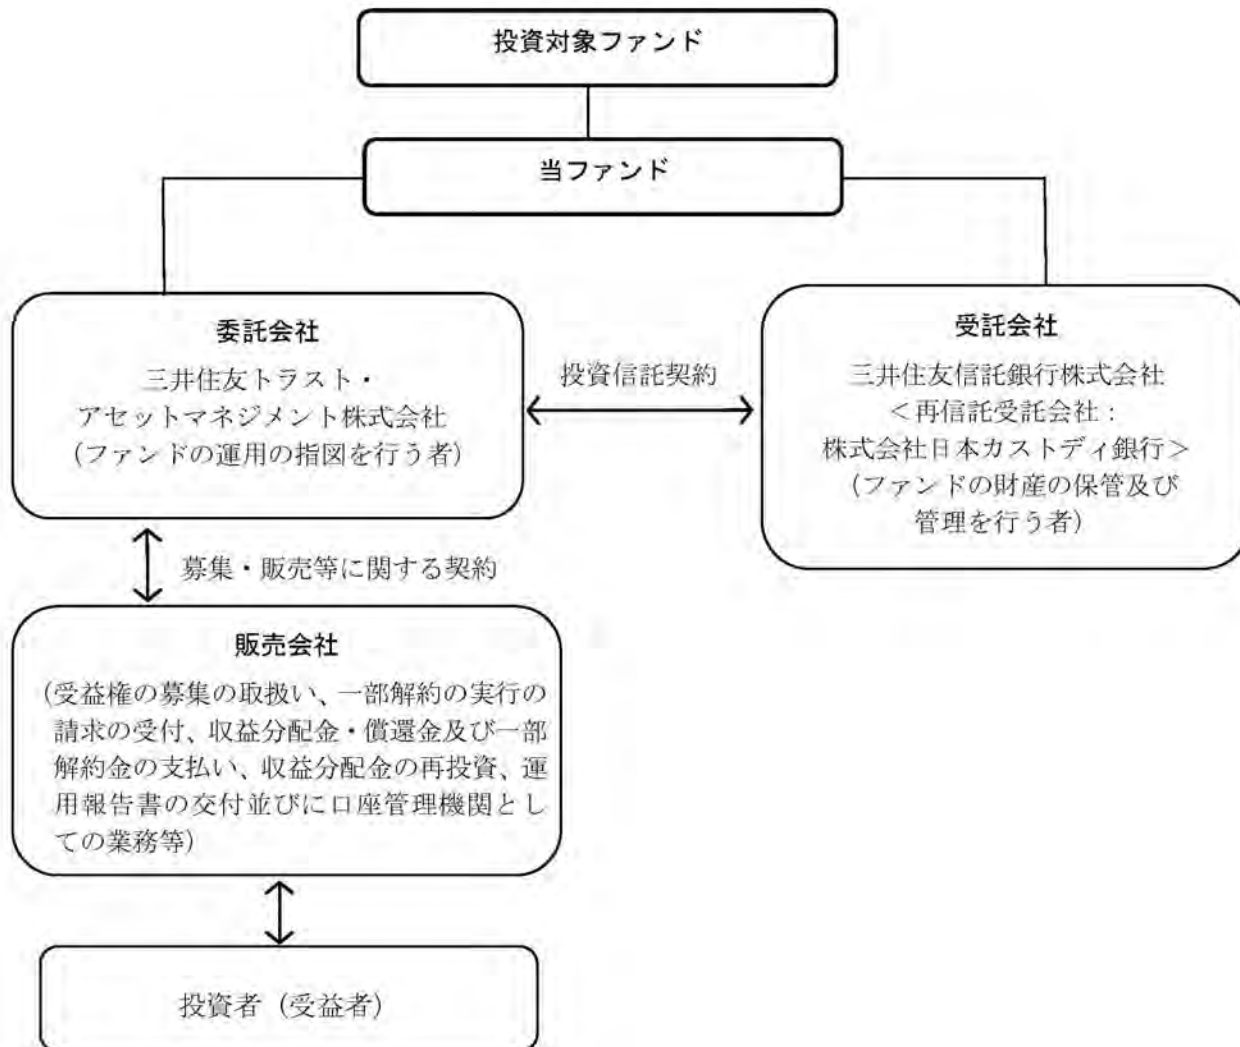 投資対象ファンド
当ファンド
委託会社
三井住友トラスト・
アセットマネジメント株式会社
(ファンドの運用の指図を行う者)
投資信託契約
受託会社
三井住友信託銀行株式会社
<再信託受託会社:
株式会社日本カストディ銀行>
(ファンドの財産の保管及び
管理を行う者)
募集・販売等に関する契約
販売会社
(受益権の募集の取扱い、一部解約の実行の
請求の受付、収益分配金・償還金及び一部
解約金の支払い、収益分配金の再投資、運
用報告書の交付並びに口座管理機関とし
ての業務等)
投資者(受益者)